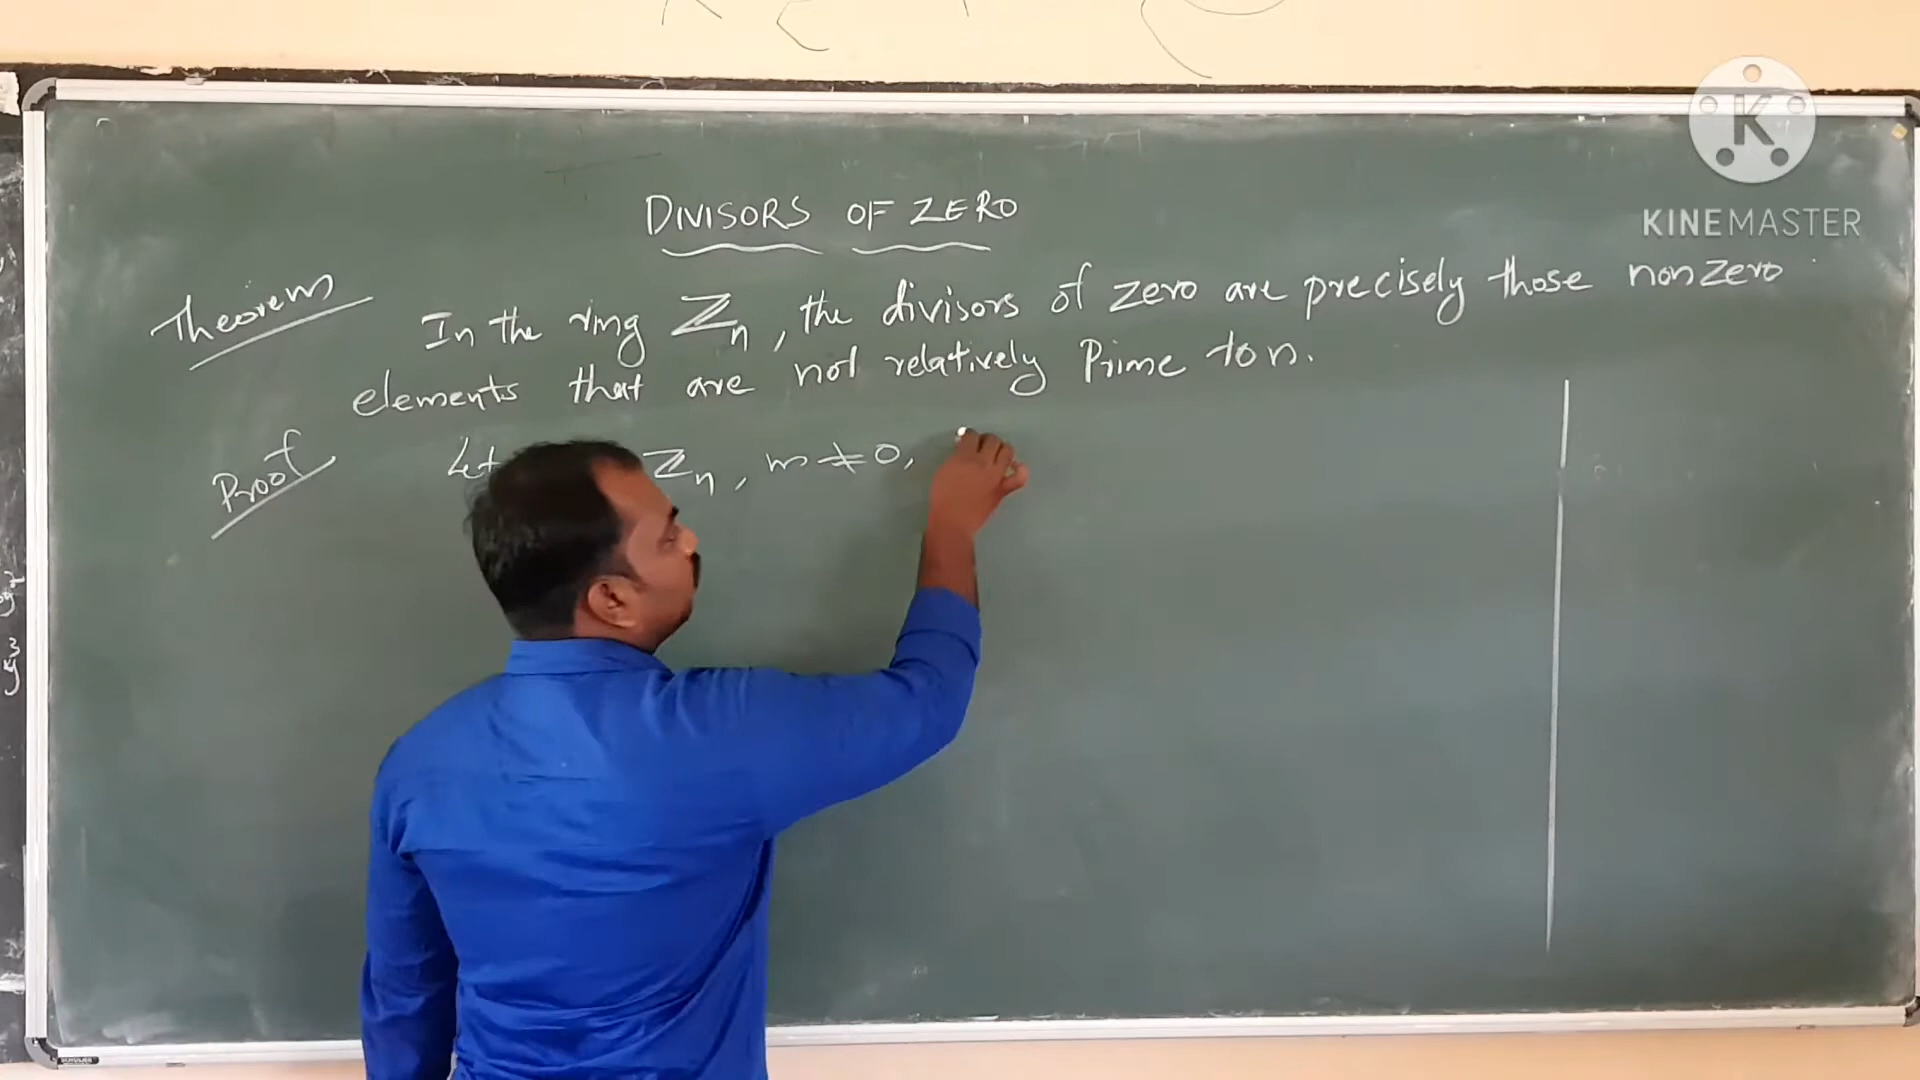 DIVISORS OF ZERO
Theorem In the ring ℤn, the divisors of zero are precisely those nonzero
elements that are not relatively Prime to n.
Proof Let ℤn, m ≠ 0,
K
KINEMASTER